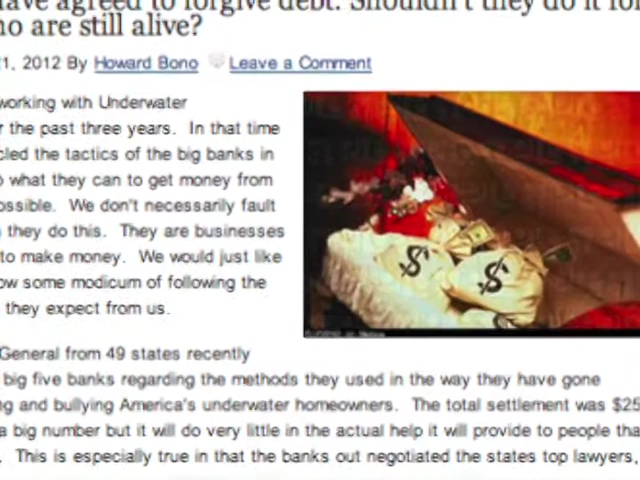 have agreed to forgive debt. Shouldn't they do it for
who are still alive?
1, 2012 By Howard Bono Leave a Comment
working with Underwater
r the past three years. In that time
cled the tactics of the big banks in
o what they can to get money from
ossible. We don't necessarily fault
they do this. They are businesses
to make money. We would just like
ow some modicum of following the
they expect from us.
$ $
General from 49 states recently
big five banks regarding the methods they used in the way they have gone
ng and bullying America's underwater homeowners. The total settlement was $25
a big number but it will do very little in the actual help it will provide to people tha
. This is especially true in that the banks out negotiated the states top lawyers,